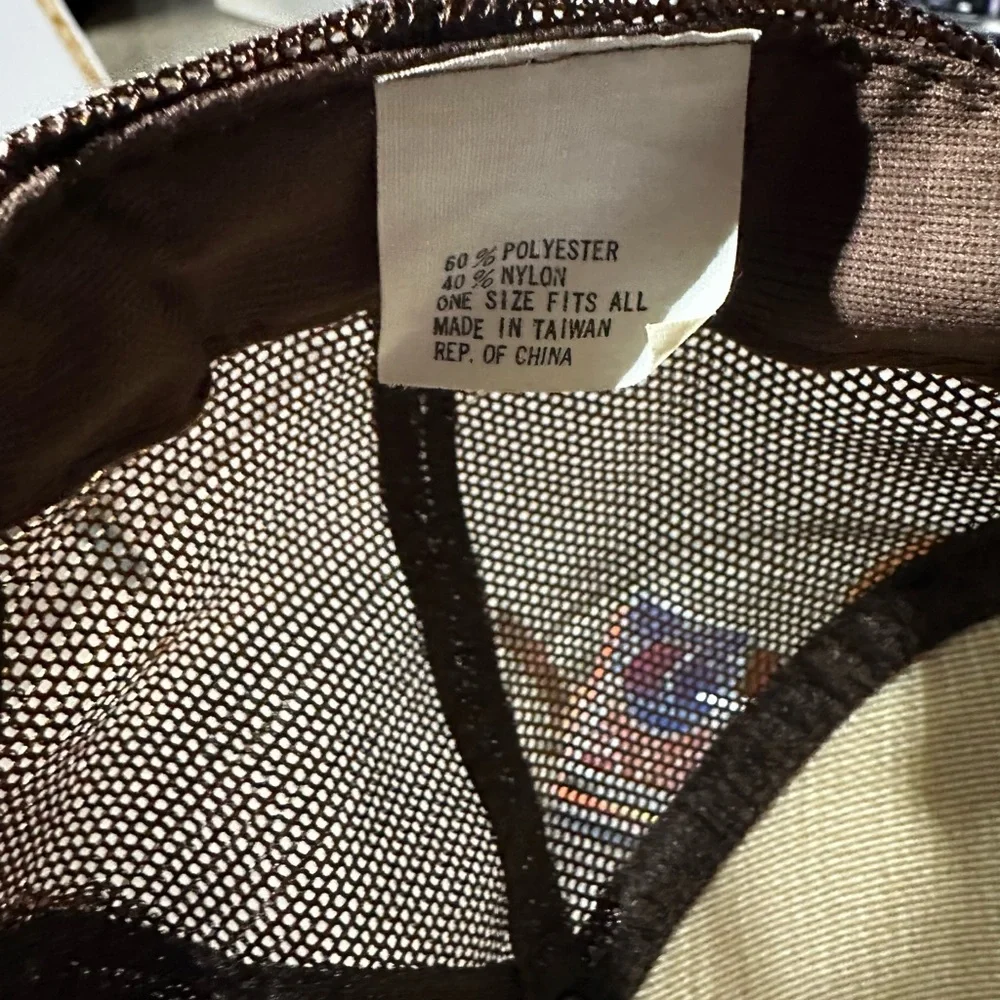 60% POLYESTER
40% NYLON
ONE SIZE FITS ALL
MADE IN TAIWAN
REP. OF CHINA